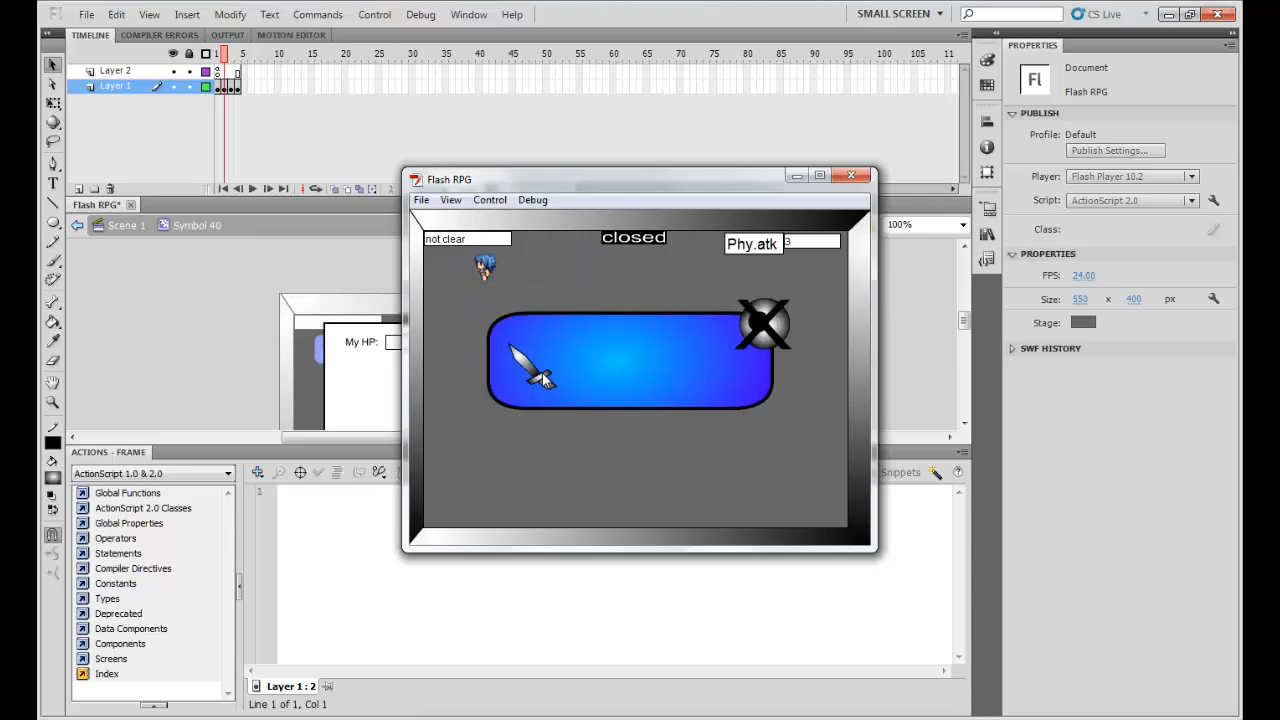 Fl File Edit View Insert Modify Text Commands Control Debug Window Help SMALL SCREEN CS Live
TIMELINE COMPILER ERRORS OUTPUT MOTION EDITOR
1 5 10 15 20 25 30 35 40 45 50 55 60 65 70 75 80 85 90 95 100 105 11
Layer 2
Layer 1
Flash RPG*
Scene 1 Symbol 40 100%
My HP:
Flash RPG
File View Control Debug
not clear closed Phy.atk 3
ACTIONS - FRAME
ActionScript 1.0 & 2.0
Snippets
Global Functions
ActionScript 2.0 Classes
Global Properties
Operators
Statements
Compiler Directives
Constants
Types
Deprecated
Data Components
Components
Screens
Index
1
Layer 1 : 2
Line 1 of 1, Col 1
PROPERTIES
Fl
Document
Flash RPG
PUBLISH
Profile: Default
Publish Settings...
Player: Flash Player 10.2
Script: ActionScript 2.0
Class:
PROPERTIES
FPS: 24.00
Size: 550 x 400 px
Stage:
SWF HISTORY